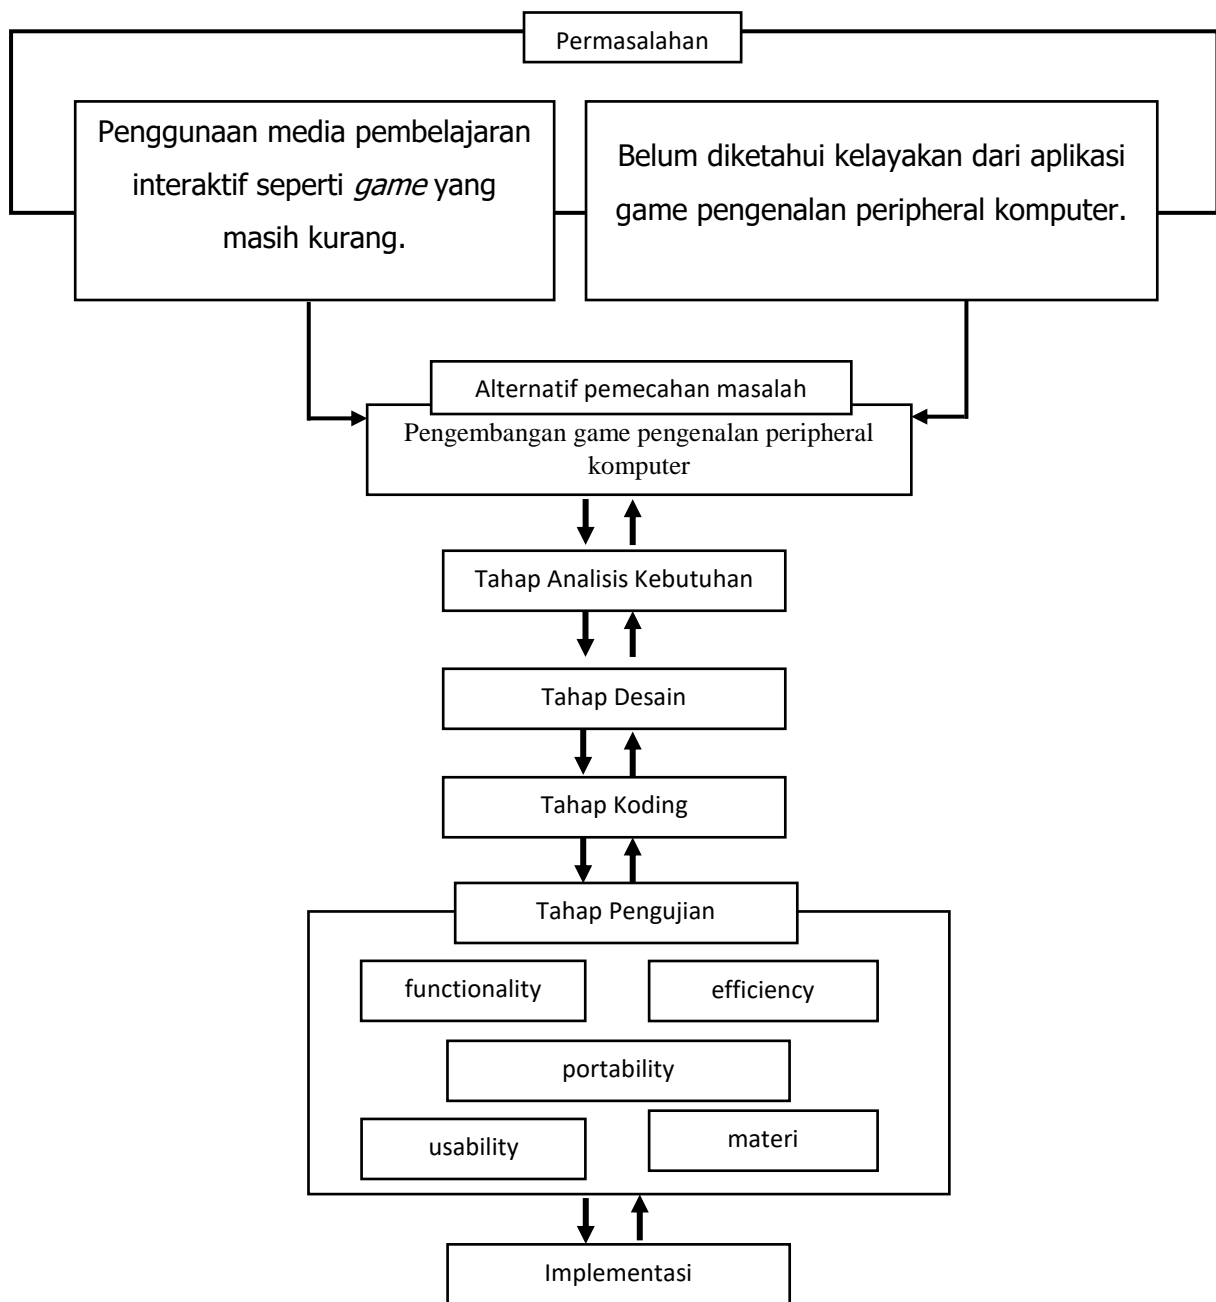 Permasalahan
Penggunaan media pembelajaran
interaktif seperti game yang
masih kurang.
Belum diketahui kelayakan dari aplikasi
game pengenalan peripheral komputer.
Alternatif pemecahan masalah
Pengembangan game pengenalan peripheral
komputer
Tahap Analisis Kebutuhan
Tahap Desain
Tahap Koding
Tahap Pengujian
functionality
efficiency
portability
usability
materi
Implementasi